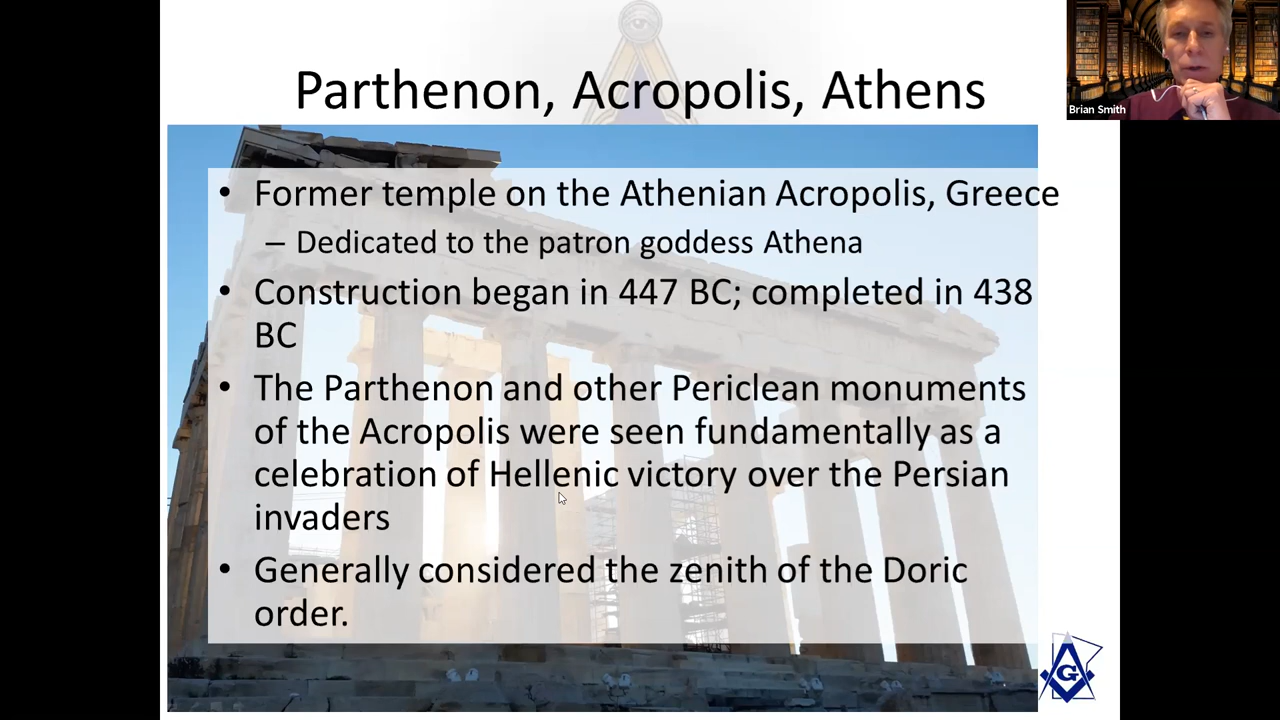 Parthenon, Acropolis, Athens
Brian Smith
• Former temple on the Athenian Acropolis, Greece
– Dedicated to the patron goddess Athena
• Construction began in 447 BC; completed in 438
BC
• The Parthenon and other Periclean monuments
of the Acropolis were seen fundamentally as a
celebration of Hellenic victory over the Persian
invaders
• Generally considered the zenith of the Doric
order.
G